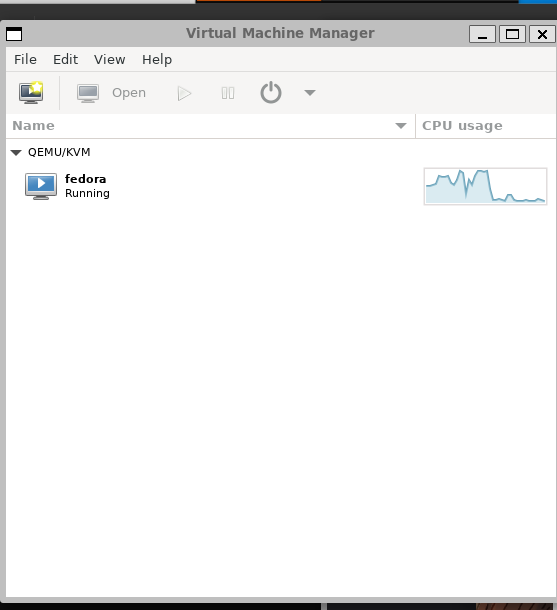 Virtual Machine Manager
File Edit View Help
Open
Name CPU usage
QEMU/KVM
fedora
Running